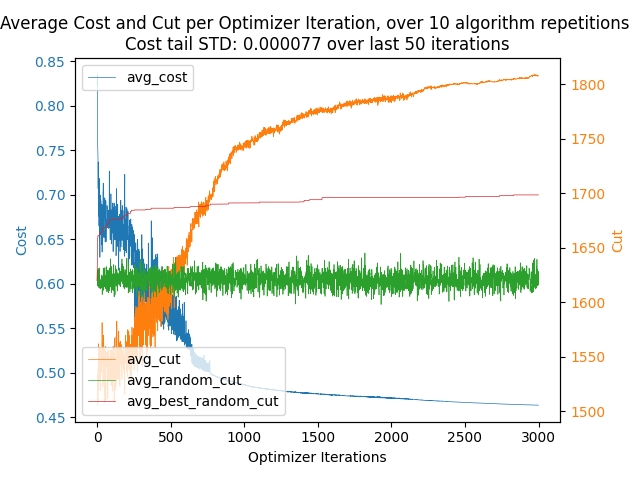 Average Cost and Cut per Optimizer Iteration, over 10 algorithm repetitions
Cost tail STD: 0.000077 over last 50 iterations
avg_cost
0.85
0.80
0.75
0.70
0.65
0.60
0.55
0.50
0.45
Cost
1800
1750
1700
1650
1600
1550
1500
Cut
avg_cut
avg_random_cut
avg_best_random_cut
0
500
1000
1500
2000
2500
3000
Optimizer Iterations